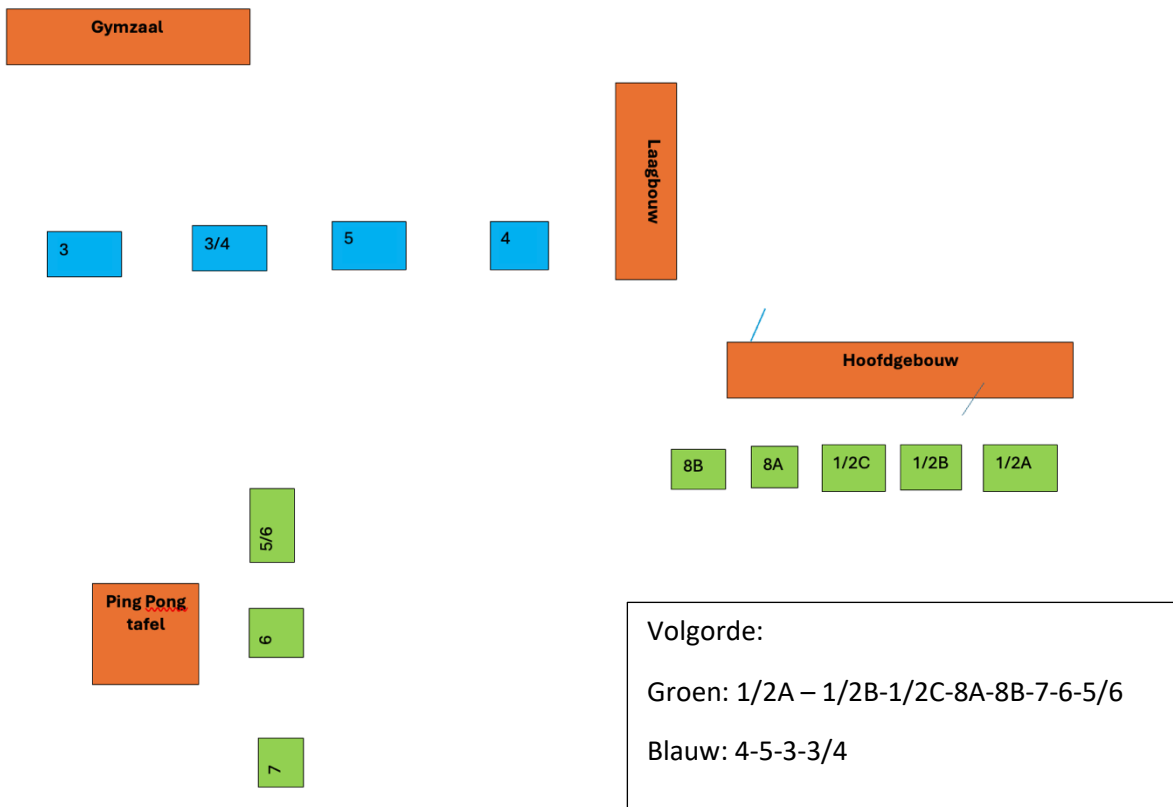 Gymzaal
Laagbouw
3
3/4
5
4
Hoofdgebouw
8B
8A
1/2C
1/2B
1/2A
5/6
Ping Pong
tafel
6
7
Volgorde:
Groen: 1/2A – 1/2B-1/2C-8A-8B-7-6-5/6
Blauw: 4-5-3-3/4